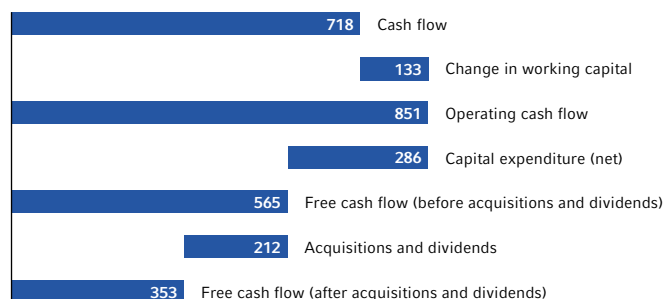 718 Cash flow
133 Change in working capital
851 Operating cash flow
286 Capital expenditure (net)
565 Free cash flow (before acquisitions and dividends)
212 Acquisitions and dividends
353 Free cash flow (after acquisitions and dividends)